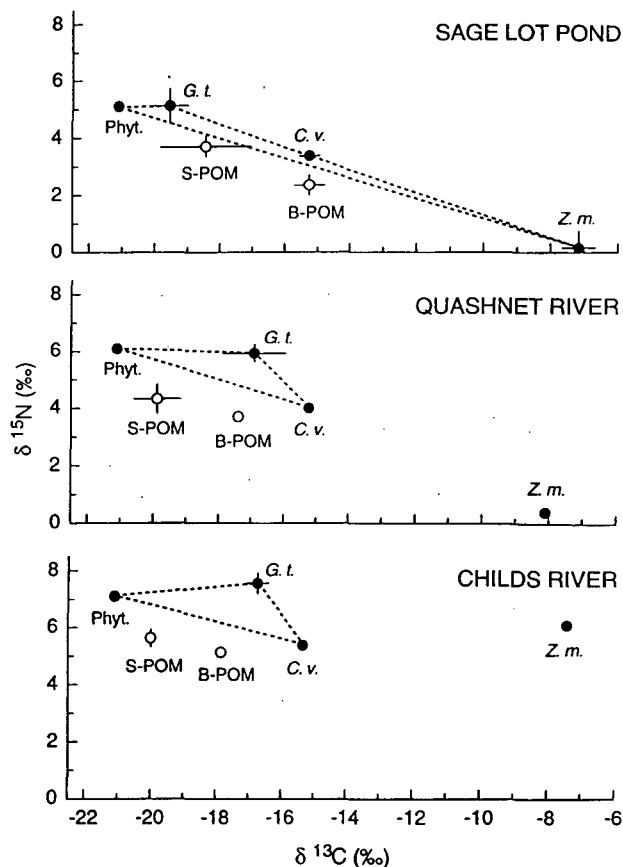 SAGE LOT POND
8
6
4
2
0
G. t.
Phyt.
C. v.
S-POM
B-POM
Z. m.
QUASHNET RIVER
8
6
4
2
0
δ ¹⁵N (‰)
G. t.
Phyt.
S-POM
B-POM
C. v.
Z. m.
CHILDS RIVER
8
6
4
2
0
G. t.
Phyt.
S-POM
B-POM
C. v.
Z. m.
-22 -20 -18 -16 -14 -12 -10 -8 -6
δ ¹³C (‰)